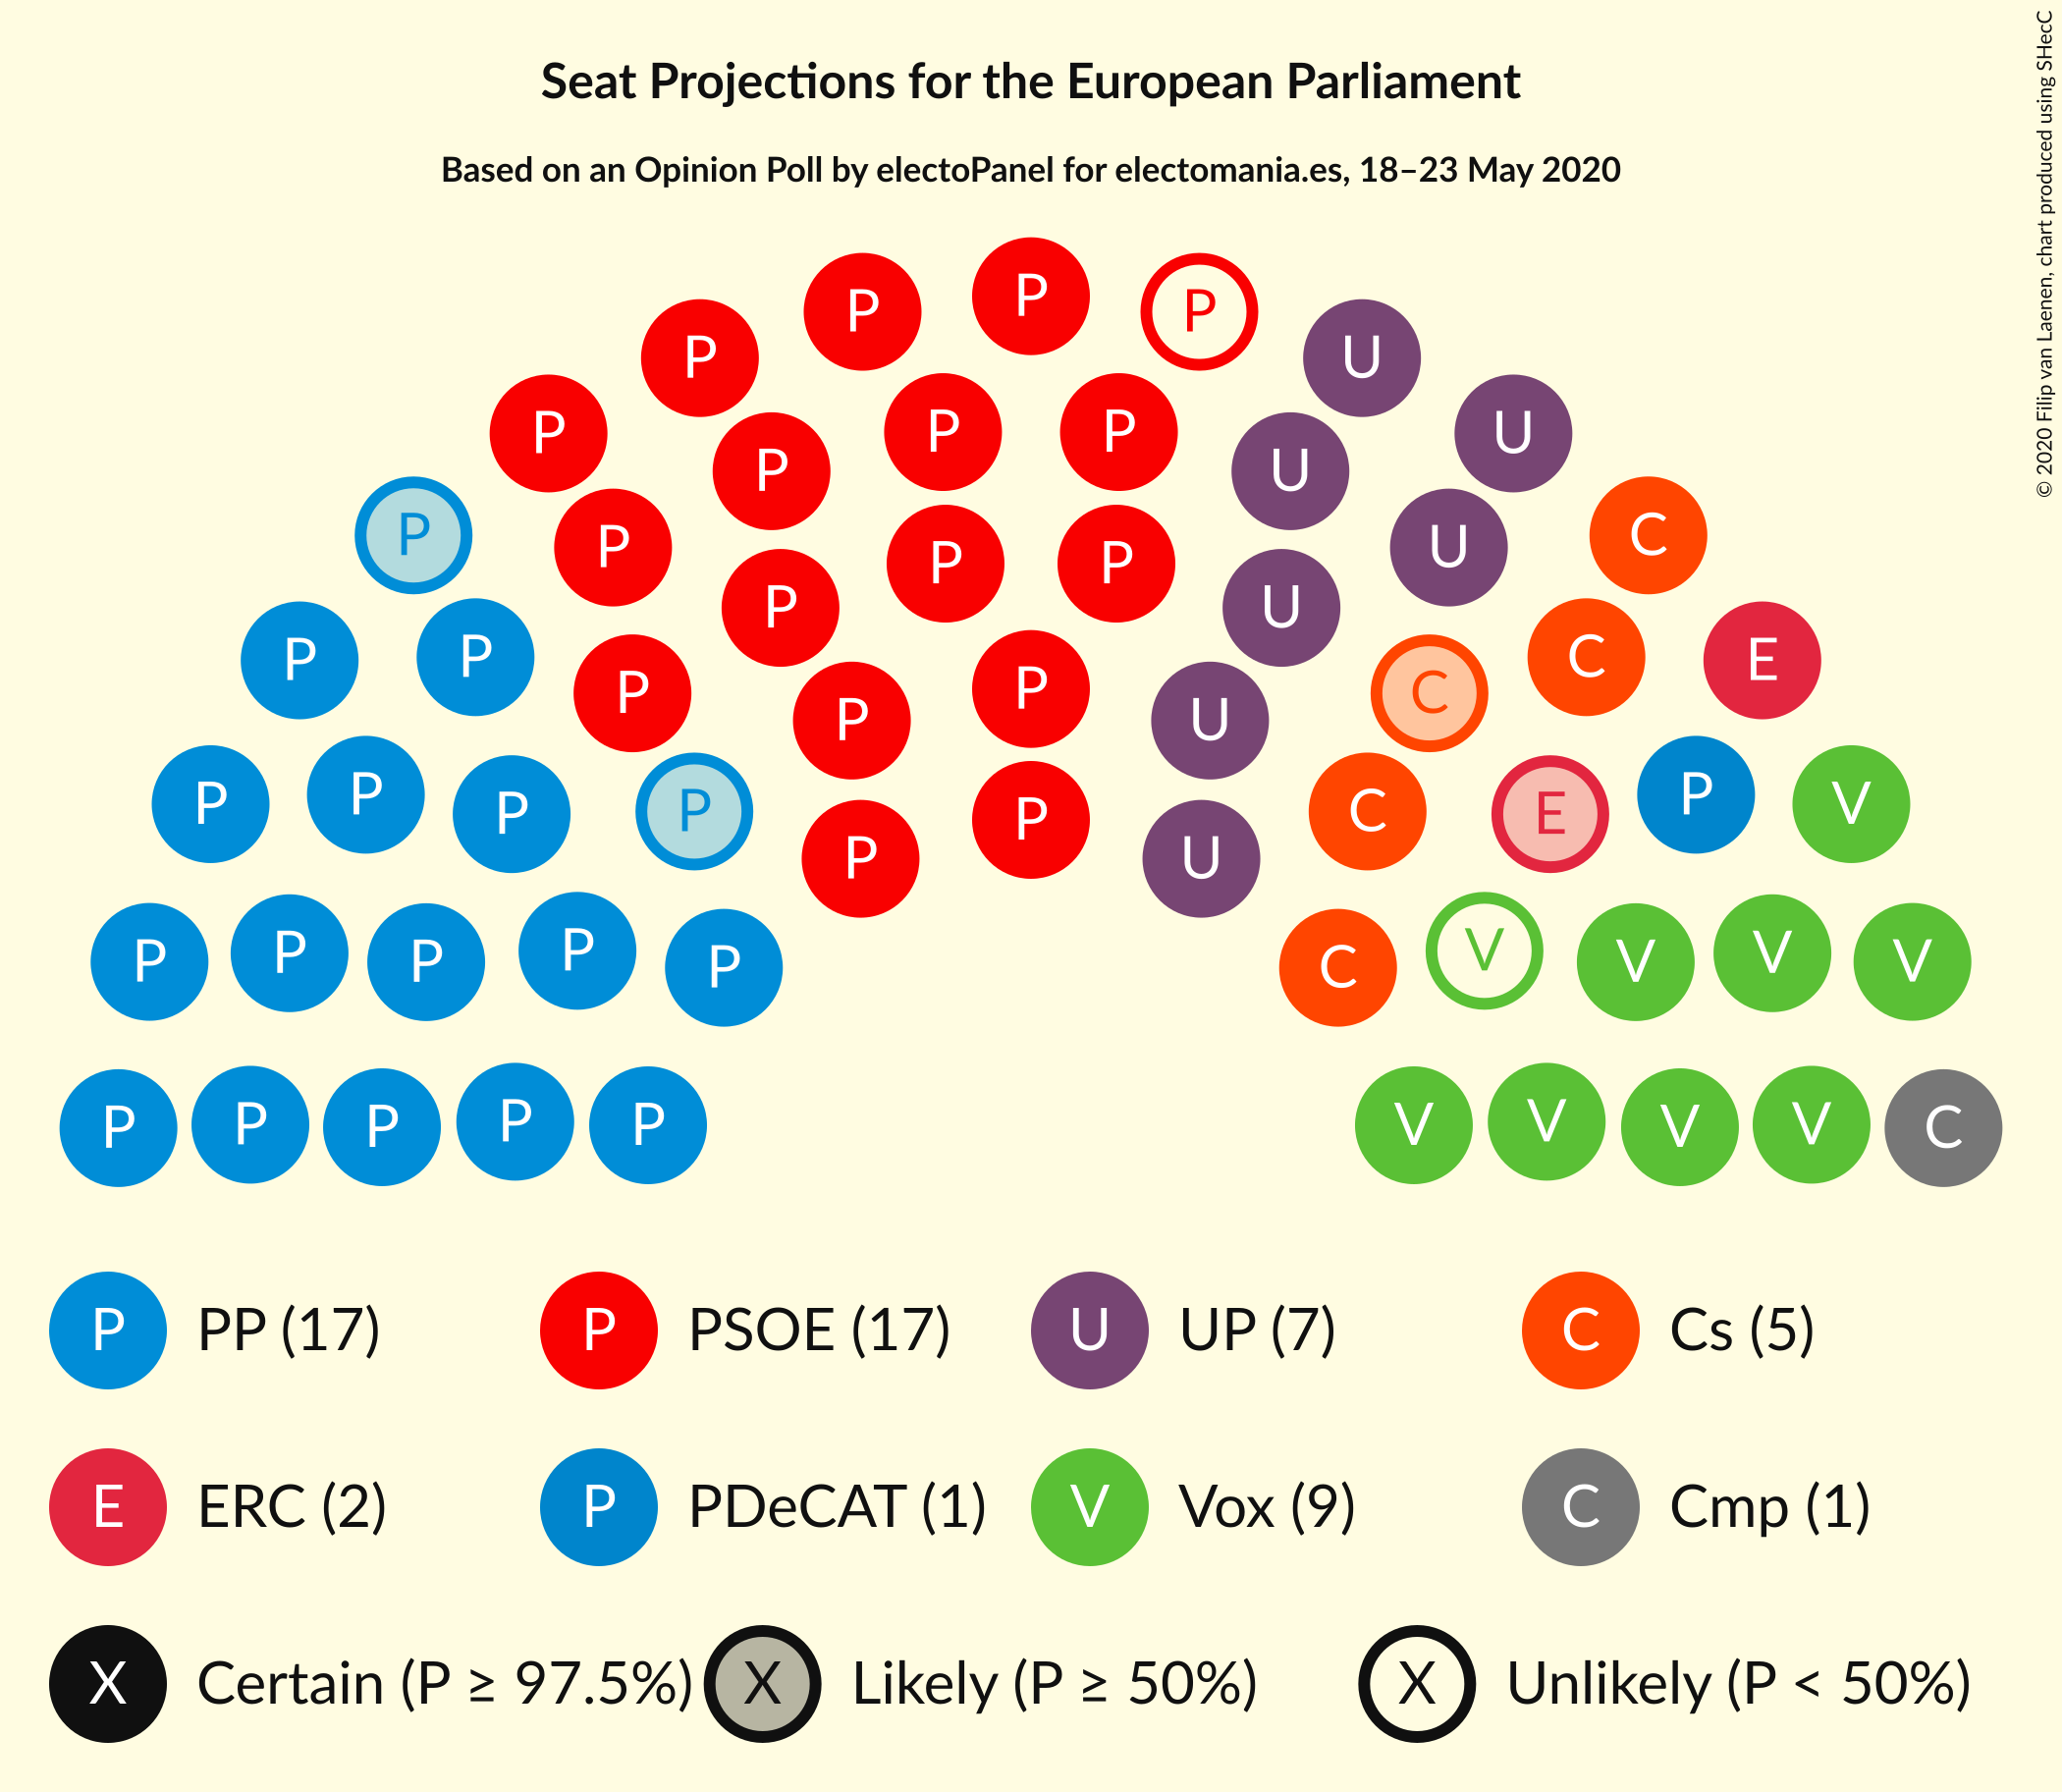 Seat Projections for the European Parliament
Based on an Opinion Poll by electoPanel for electomania.es, 18–23 May 2020
© 2020 Filip van Laenen, chart produced using SHecC
P P P P U
P P U
P P P U
P P P U C
P P P U
P P P U C
P P P C C E
P P U
P P P P C E P V
P P P U
P P P P P C V V V V
P P P P P V V V V C
P PP (17) P PSOE (17) U UP (7) C Cs (5)
E ERC (2) P PDeCAT (1) V Vox (9) C Cmp (1)
X Certain (P ≥ 97.5%) X Likely (P ≥ 50%) X Unlikely (P < 50%)